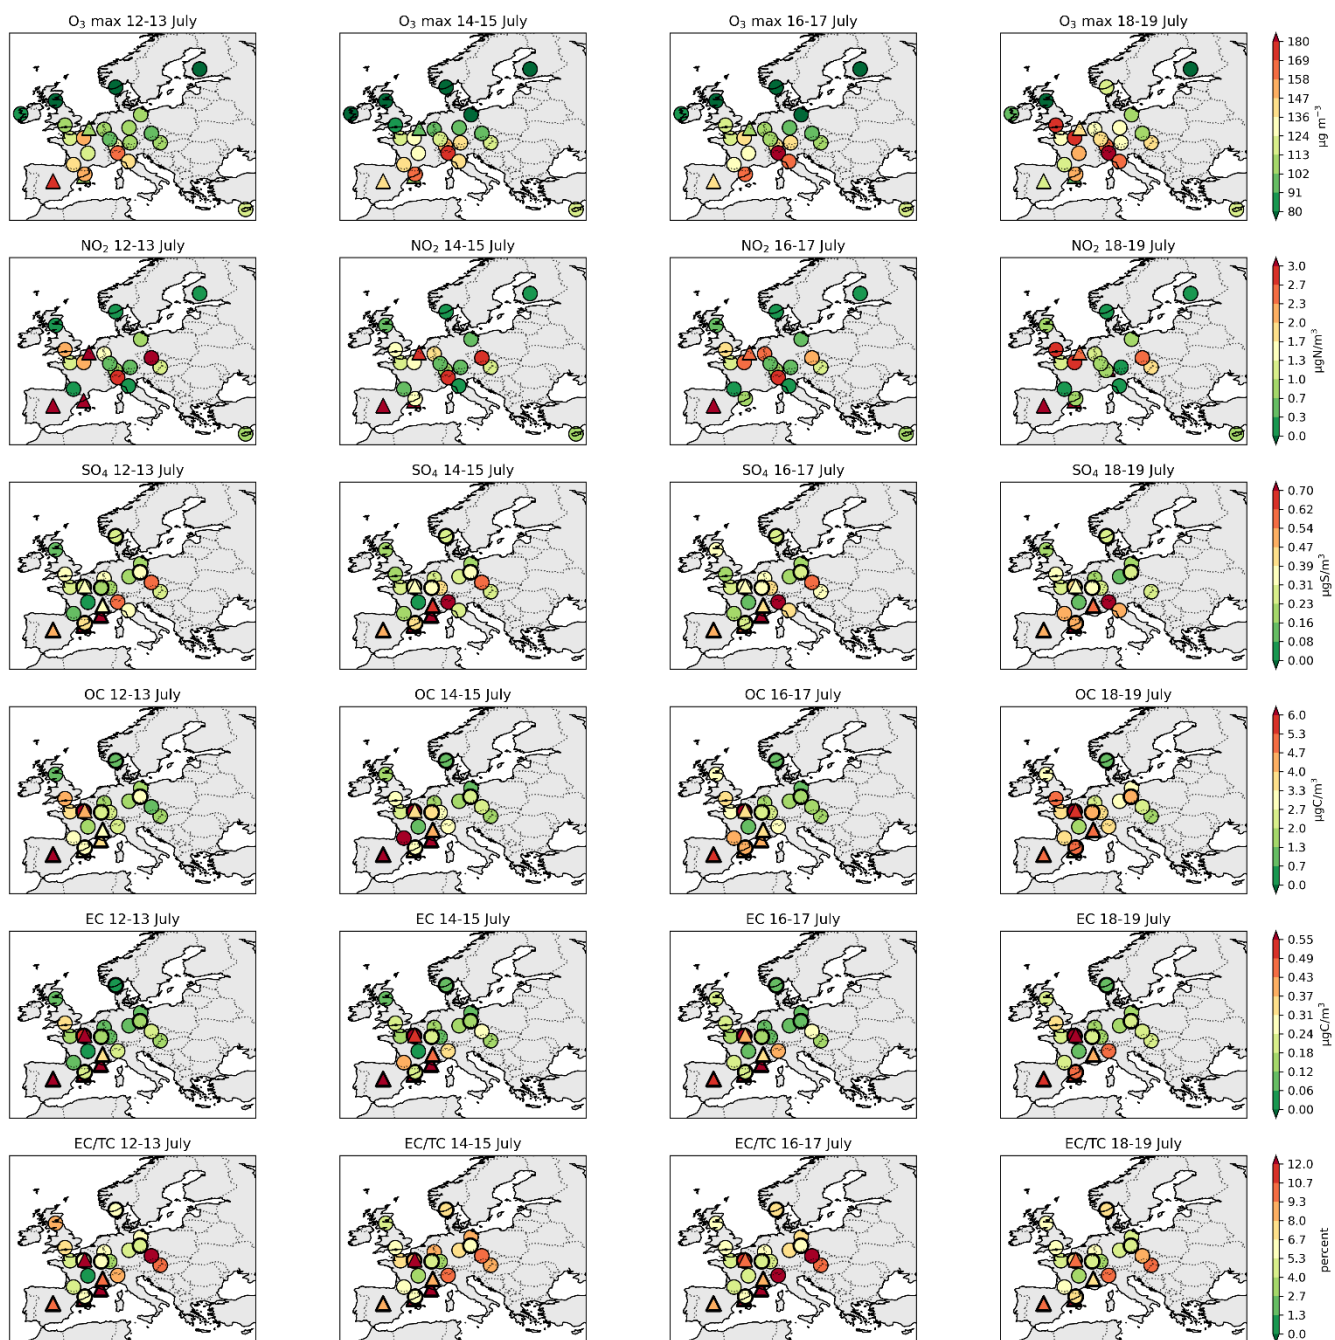 O₃ max 12-13 July
O₃ max 14-15 July
O₃ max 16-17 July
O₃ max 18-19 July
180
169
158
147
136
124
113
102
91
80
µg m⁻³
NO₂ 12-13 July
NO₂ 14-15 July
NO₂ 16-17 July
NO₂ 18-19 July
3.0
2.7
2.3
2.0
1.7
1.3
1.0
0.7
0.3
0.0
µgN/m³
SO₄ 12-13 July
SO₄ 14-15 July
SO₄ 16-17 July
SO₄ 18-19 July
0.70
0.62
0.54
0.47
0.39
0.31
0.23
0.16
0.08
0.00
µgS/m³
OC 12-13 July
OC 14-15 July
OC 16-17 July
OC 18-19 July
6.0
5.3
4.7
4.0
3.3
2.7
2.0
1.3
0.7
0.0
µgC/m³
EC 12-13 July
EC 14-15 July
EC 16-17 July
EC 18-19 July
0.55
0.49
0.43
0.37
0.31
0.24
0.18
0.12
0.06
0.00
µgC/m³
EC/TC 12-13 July
EC/TC 14-15 July
EC/TC 16-17 July
EC/TC 18-19 July
12.0
10.7
9.3
8.0
6.7
5.3
4.0
2.7
1.3
0.0
percent